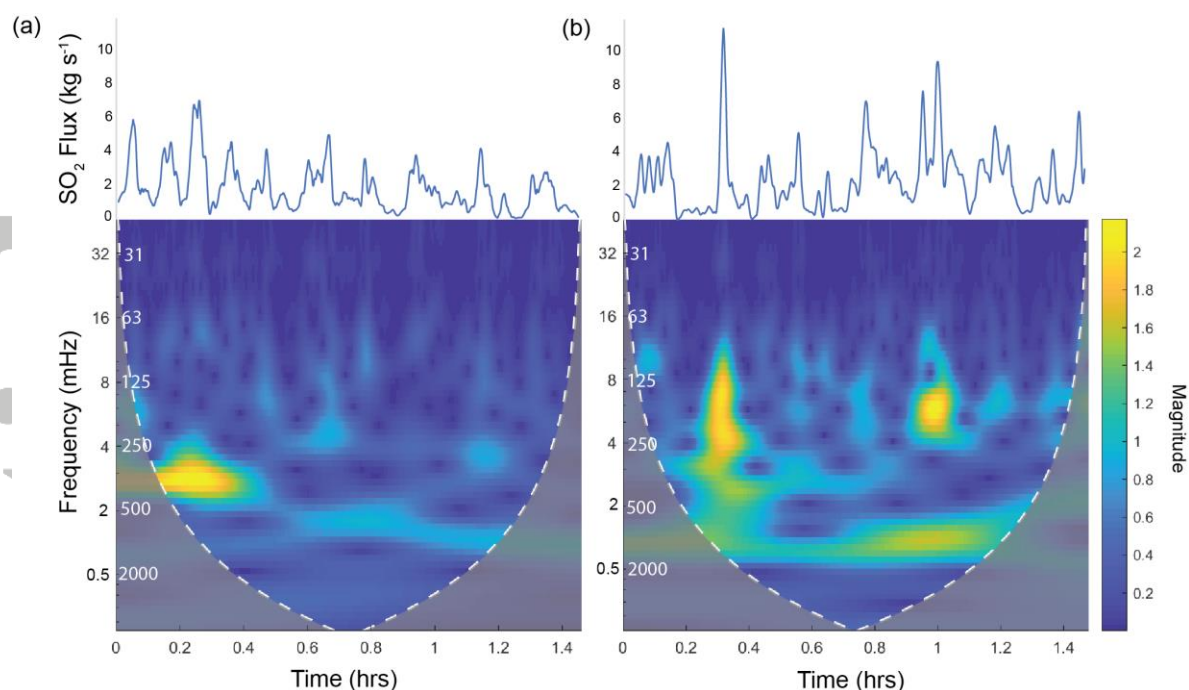 (a) (b)
SO₂ Flux (kg s⁻¹)
10 10
8 8
6 6
4 4
2 2
0 0
32 31 32 31
16 63 16 63
8 125 8 125
4 250 4 250
2 500 2 500
0.5 2000 0.5 2000
Frequency (mHz)
2
1.8
1.6
1.4
1.2
1
0.8
0.6
0.4
0.2
Magnitude
0 0.2 0.4 0.6 0.8 1 1.2 1.4 0 0.2 0.4 0.6 0.8 1 1.2 1.4
Time (hrs) Time (hrs)